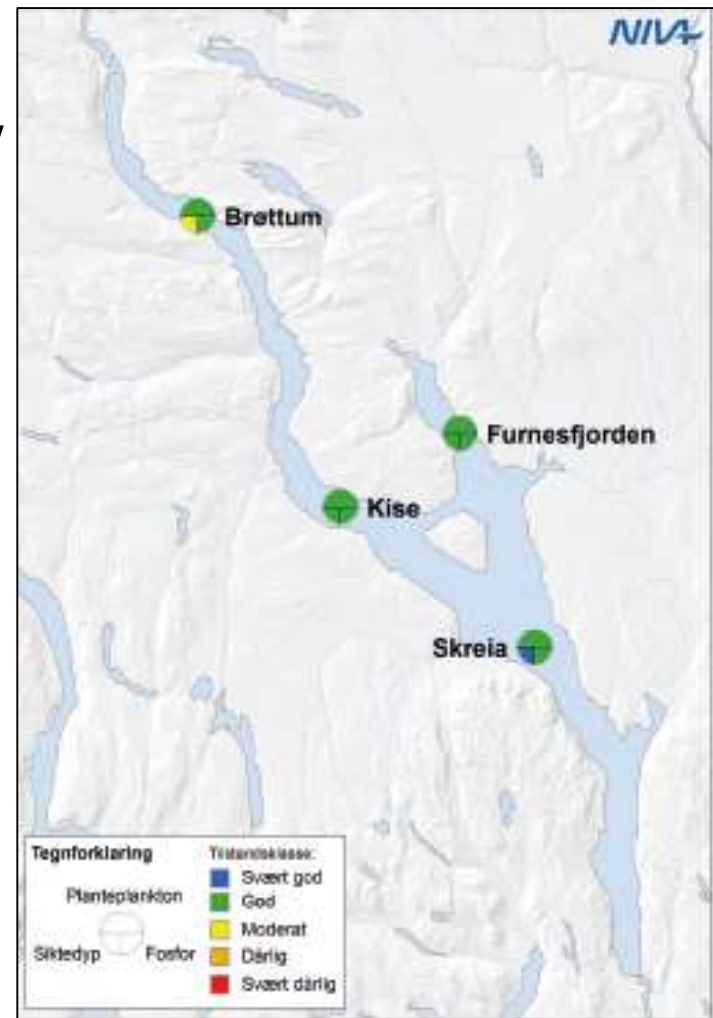 NIVA
Brøttum
Furnesfjorden
Kise
Skreia
Tegnforklaring
Tilstandsklasse:
Planteplankton
Siktedyp
Fosfor
Svært god
God
Moderat
Dårlig
Svært dårlig